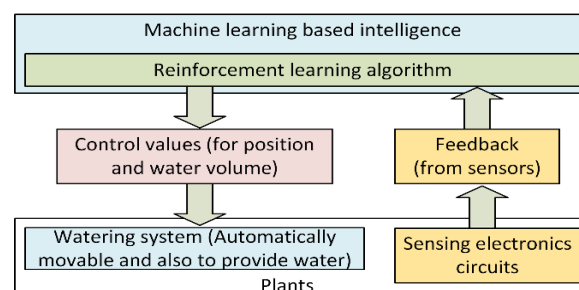 Machine learning based intelligence
Reinforcement learning algorithm
Control values (for position
and water volume)
Feedback
(from sensors)
Watering system (Automatically
movable and also to provide water)
Sensing electronics
circuits
Plants